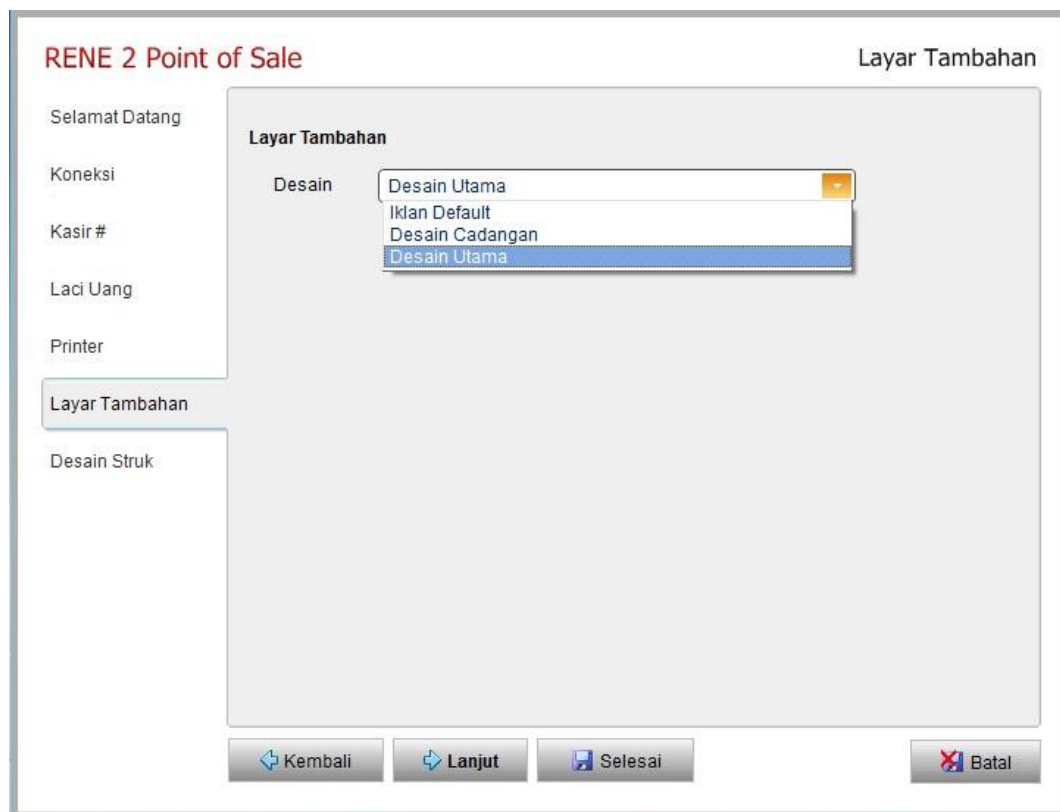 RENE 2 Point of Sale
Layar Tambahan
Selamat Datang
Koneksi
Kasir #
Laci Uang
Printer
Layar Tambahan
Desain Struk
Layar Tambahan
Desain
Desain Utama
Iklan Default
Desain Cadangan
Desain Utama
Kembali
Lanjut
Selesai
Batal